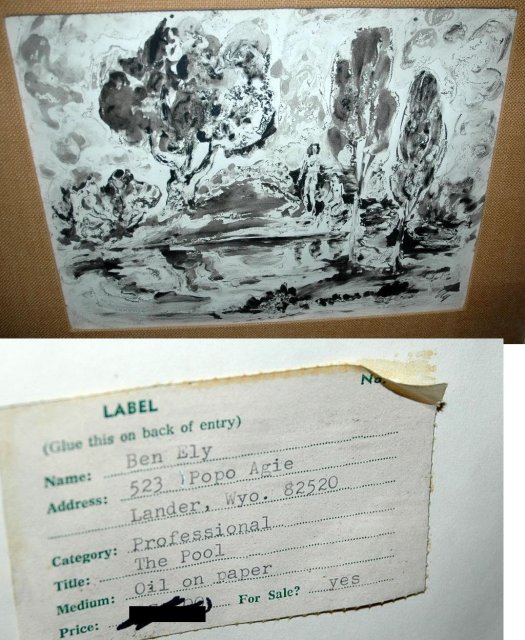 No.
LABEL
(Glue this on back of entry)
Name: Ben Ely
Address: 523 Popo Agie
Lander, Wyo. 82520
Category: Professional
Title: The Pool
Medium: Oil on paper
Price: For Sale? yes